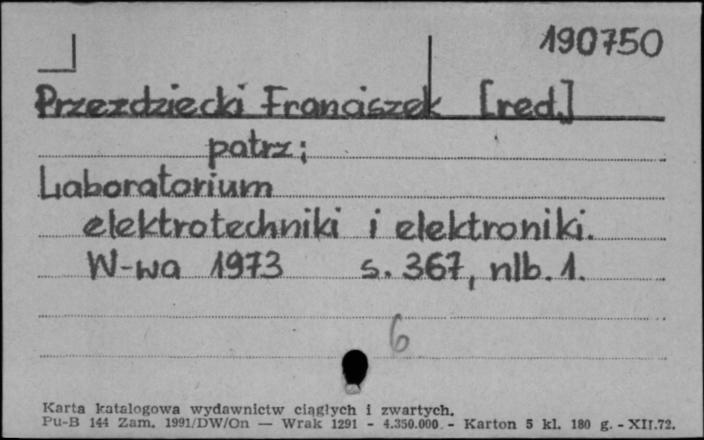 190750
Przezdziecki Franciszek [red.]
patrz;
Laboratorium
elektrotechniki i elektroniki.
W-wa 1973 s. 367, nlb. 1.
6
Karta katalogowa wydawnictw ciągłych i zwartych.
Pu-B 144 Zam. 1991/DW/On — Wrak 1291 - 4.350.000 - Karton 5 kl. 180 g. - XII.72.